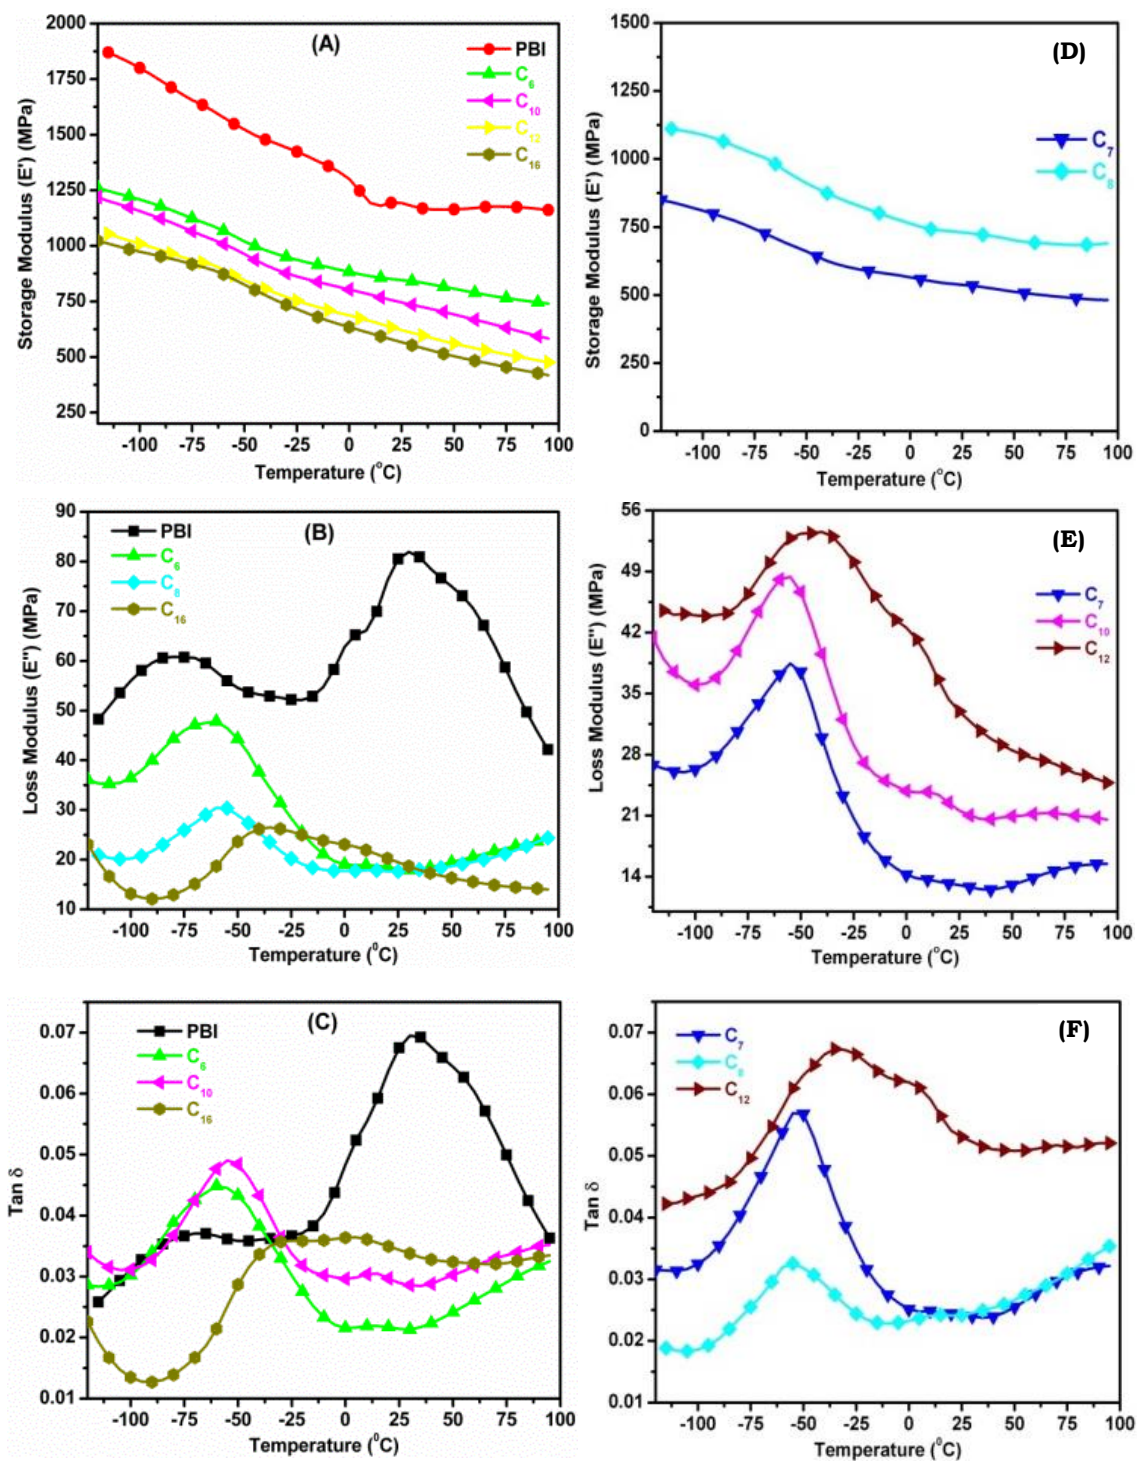 (A)
PBI
C6
C10
C12
C16
2000
1750
1500
1250
1000
750
500
250
Storage Modulus (E') (MPa)
-100 -75 -50 -25 0 25 50 75 100
Temperature (°C)
(D)
C7
C8
1500
1250
1000
750
500
250
0
Storage Modulus (E') (MPa)
-100 -75 -50 -25 0 25 50 75 100
Temperature (°C)
(B)
PBI
C6
C8
C16
90
80
70
60
50
40
30
20
10
Loss Modulus (E") (MPa)
-100 -75 -50 -25 0 25 50 75 100
Temperature (⁰C)
(E)
C7
C10
C12
56
49
42
35
28
21
14
Loss Modulus (E") (MPa)
-100 -75 -50 -25 0 25 50 75 100
Temperature (°C)
(C)
PBI
C6
C10
C16
0.07
0.06
0.05
0.04
0.03
0.02
0.01
Tan δ
-100 -75 -50 -25 0 25 50 75 100
Temperature (⁰C)
(F)
C7
C8
C12
0.07
0.06
0.05
0.04
0.03
0.02
0.01
Tan δ
-100 -75 -50 -25 0 25 50 75 100
Temperature (⁰C)